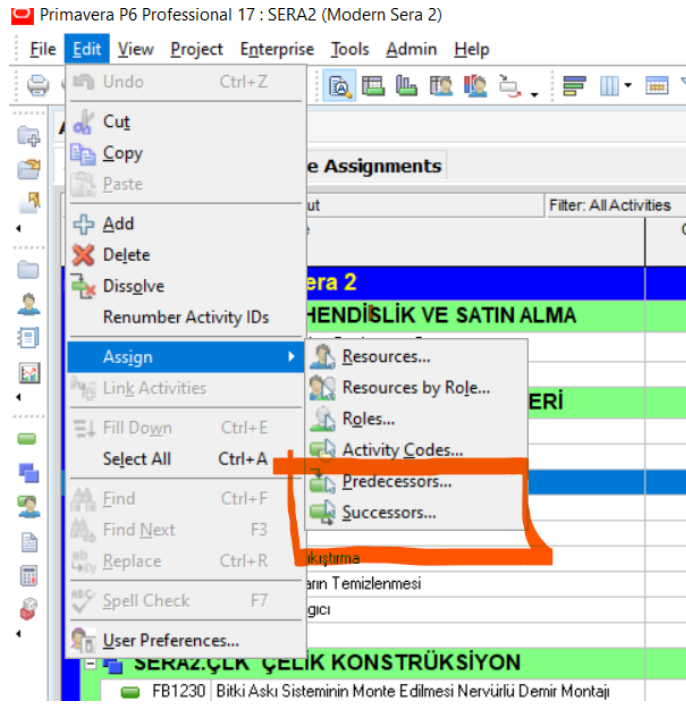 Primavera P6 Professional 17 : SERA2 (Modern Sera 2)
File Edit View Project Enterprise Tools Admin Help
Undo Ctrl+Z
Cut
Copy
Paste
e Assignments
ut Filter: All Activities
Add
Delete
Dissolve
Renumber Activity IDs
era 2
HENDİSLİK VE SATIN ALMA
Assign
Resources...
Link Activities
Resources by Role...
ERİ
Roles...
Fill Down Ctrl+E
Activity Codes...
Select All Ctrl+A
Predecessors...
Find Ctrl+F
Successors...
Find Next F3
Replace Ctrl+R
ıkıştırma
arın Temizlenmesi
Spell Check F7
gıcı
User Preferences...
SERA2.ÇLK ÇELİK KONSTRÜKSİYON
FB1230 Bitki Askı Sisteminin Monte Edilmesi Nervürlü Demir Montajı